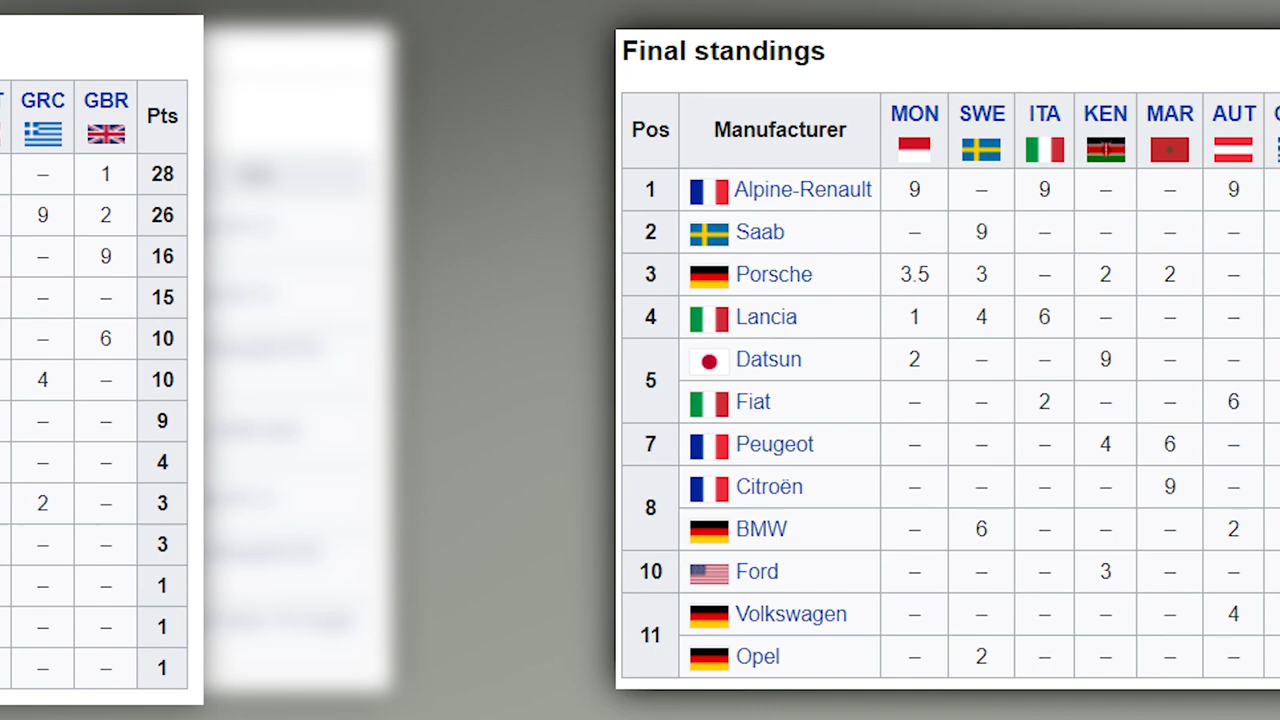 GRC GBR Pts
– 1 28
9 2 26
– 9 16
– – 15
– 6 10
4 – 10
– – 9
– – 4
2 – 3
– – 3
– – 1
– – 1
– – 1
Final standings
Pos Manufacturer MON SWE ITA KEN MAR AUT
1 Alpine-Renault 9 – 9 – – 9
2 Saab – 9 – – – –
3 Porsche 3.5 3 – 2 2 –
4 Lancia 1 4 6 – – –
5 Datsun 2 – – 9 – –
Fiat – – 2 – – 6
7 Peugeot – – – 4 6 –
8 Citroën – – – – 9 –
BMW – 6 – – – 2
10 Ford – – – 3 – –
11 Volkswagen – – – – – 4
Opel – 2 – – – –